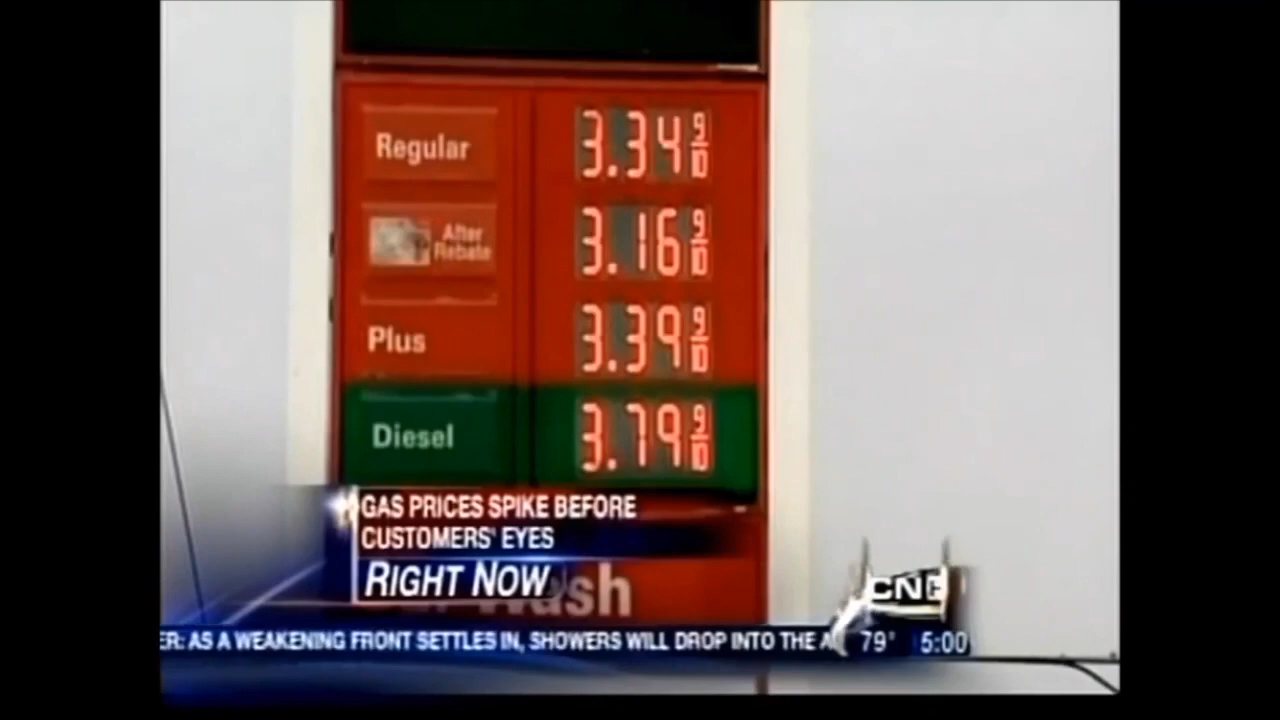 Regular 3.34 9/10
After
Rebate 3.16 9/10
Plus 3.39 9/10
Diesel 3.79 9/10
GAS PRICES SPIKE BEFORE
CUSTOMERS' EYES
RIGHT NOW
Wash
CN
ER: AS A WEAKENING FRONT SETTLES IN, SHOWERS WILL DROP INTO THE A 79° 5:00